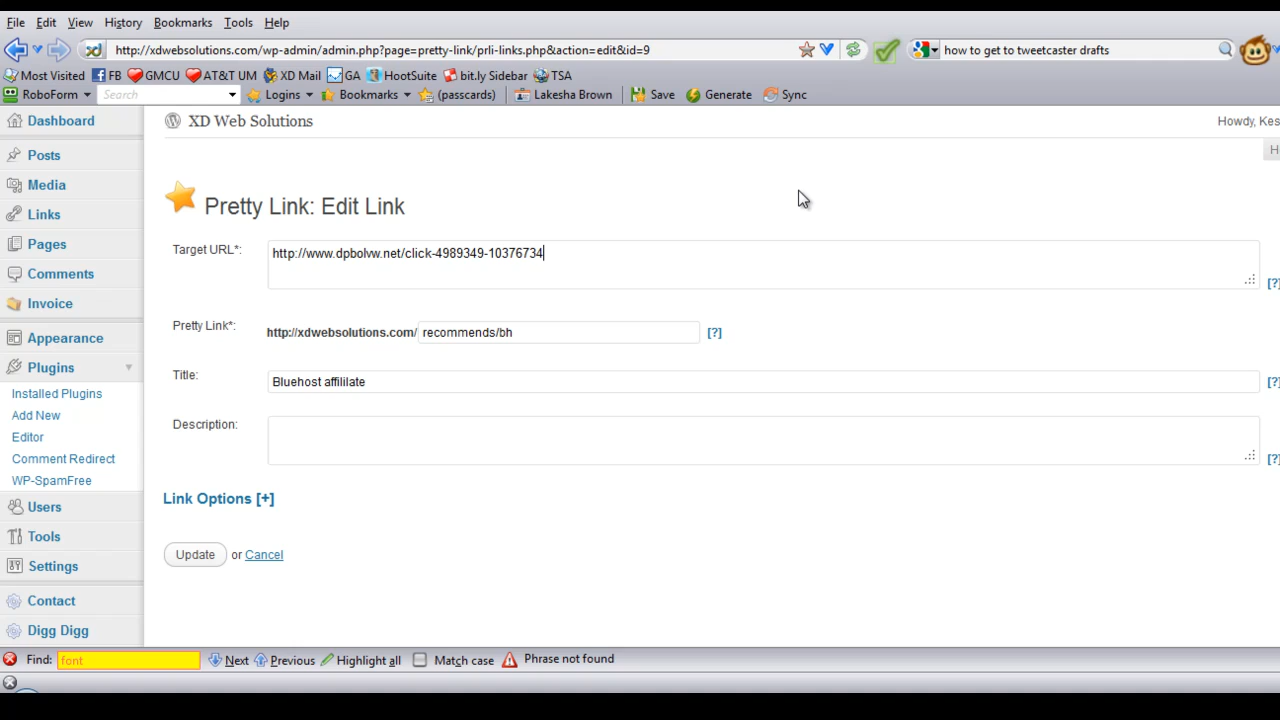 File Edit View History Bookmarks Tools Help
http://xdwebsolutions.com/wp-admin/admin.php?page=pretty-link/prli-links.php&action=edit&id=9 how to get to tweetcaster drafts
Most Visited FB GMCU AT&T UM XD Mail GA HootSuite bit.ly Sidebar TSA
RoboForm Search Logins Bookmarks (passcards) Lakesha Brown Save Generate Sync
Dashboard
XD Web Solutions
Howdy, Kes
Posts
Media
Links
Pages
Comments
Invoice
Appearance
Plugins
Installed Plugins
Add New
Editor
Comment Redirect
WP-SpamFree
Users
Tools
Settings
Contact
Digg Digg
H
Pretty Link: Edit Link
Target URL*: http://www.dpbolvw.net/click-4989349-10376734
[?]
Pretty Link*: http://xdwebsolutions.com/ recommends/bh [?]
Title: Bluehost affililate [?]
Description:
[?]
Link Options [+]
Update or Cancel
Find: font Next Previous Highlight all Match case Phrase not found